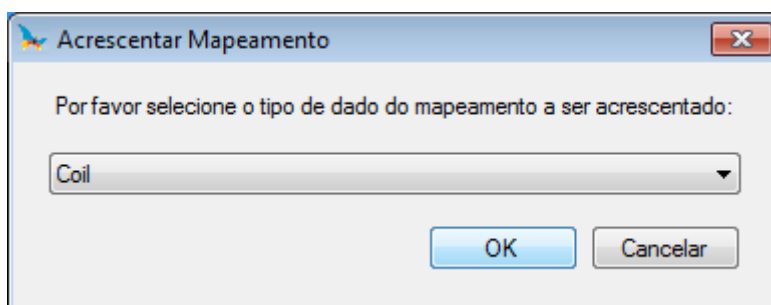 Acrescentar Mapeamento
Por favor selecione o tipo de dado do mapeamento a ser acrescentado:
Coil
OK Cancelar